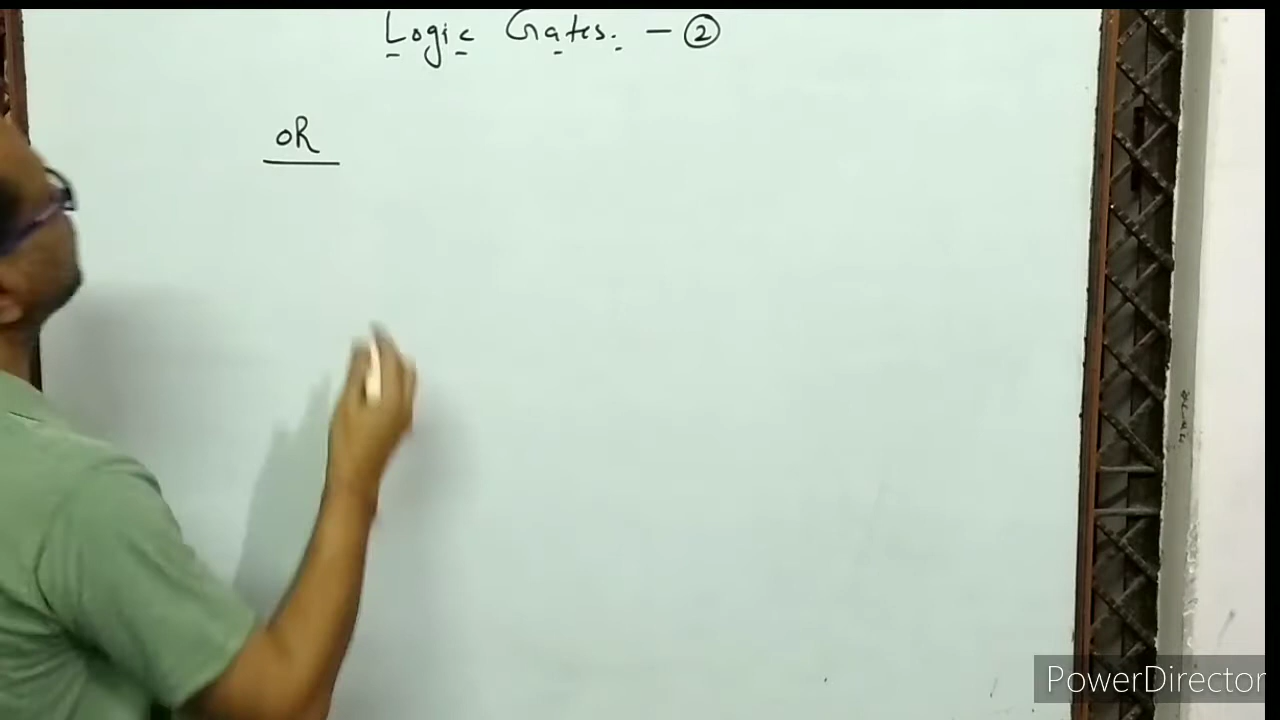 Logic Gates. - ②
OR
PowerDirector